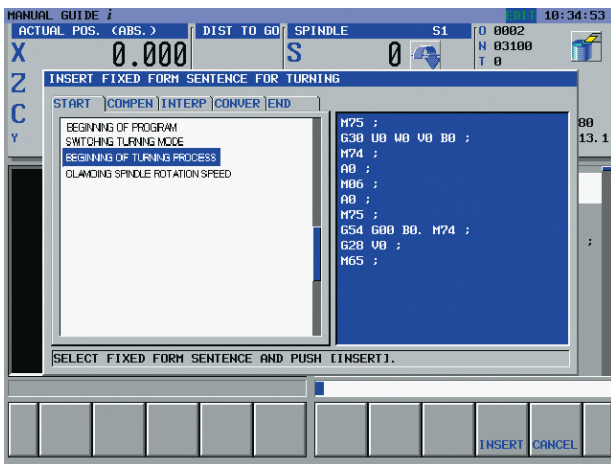 MANUAL GUIDE i EDIT 10:34:53
ACTUAL POS. (ABS.) DIST TO GO SPINDLE S1 O 0002
X 0.000 S 0 N 03100
T 0
Z
INSERT FIXED FORM SENTENCE FOR TURNING
START COMPEN INTERP CONVER END
C
Y
80
13.1
BEGINNING OF PROGRAM
SWITCHING TURNING MODE
BEGINNING OF TURNING PROCESS
CLAMDING SPINDLE ROTATION SPEED
M75 ;
G30 U0 W0 V0 B0 ;
M74 ;
A0 ;
M06 ;
A0 ;
M75 ;
G54 G00 B0. M74 ;
G28 V0 ;
M65 ;
;
SELECT FIXED FORM SENTENCE AND PUSH [INSERT].
INSERT CANCEL